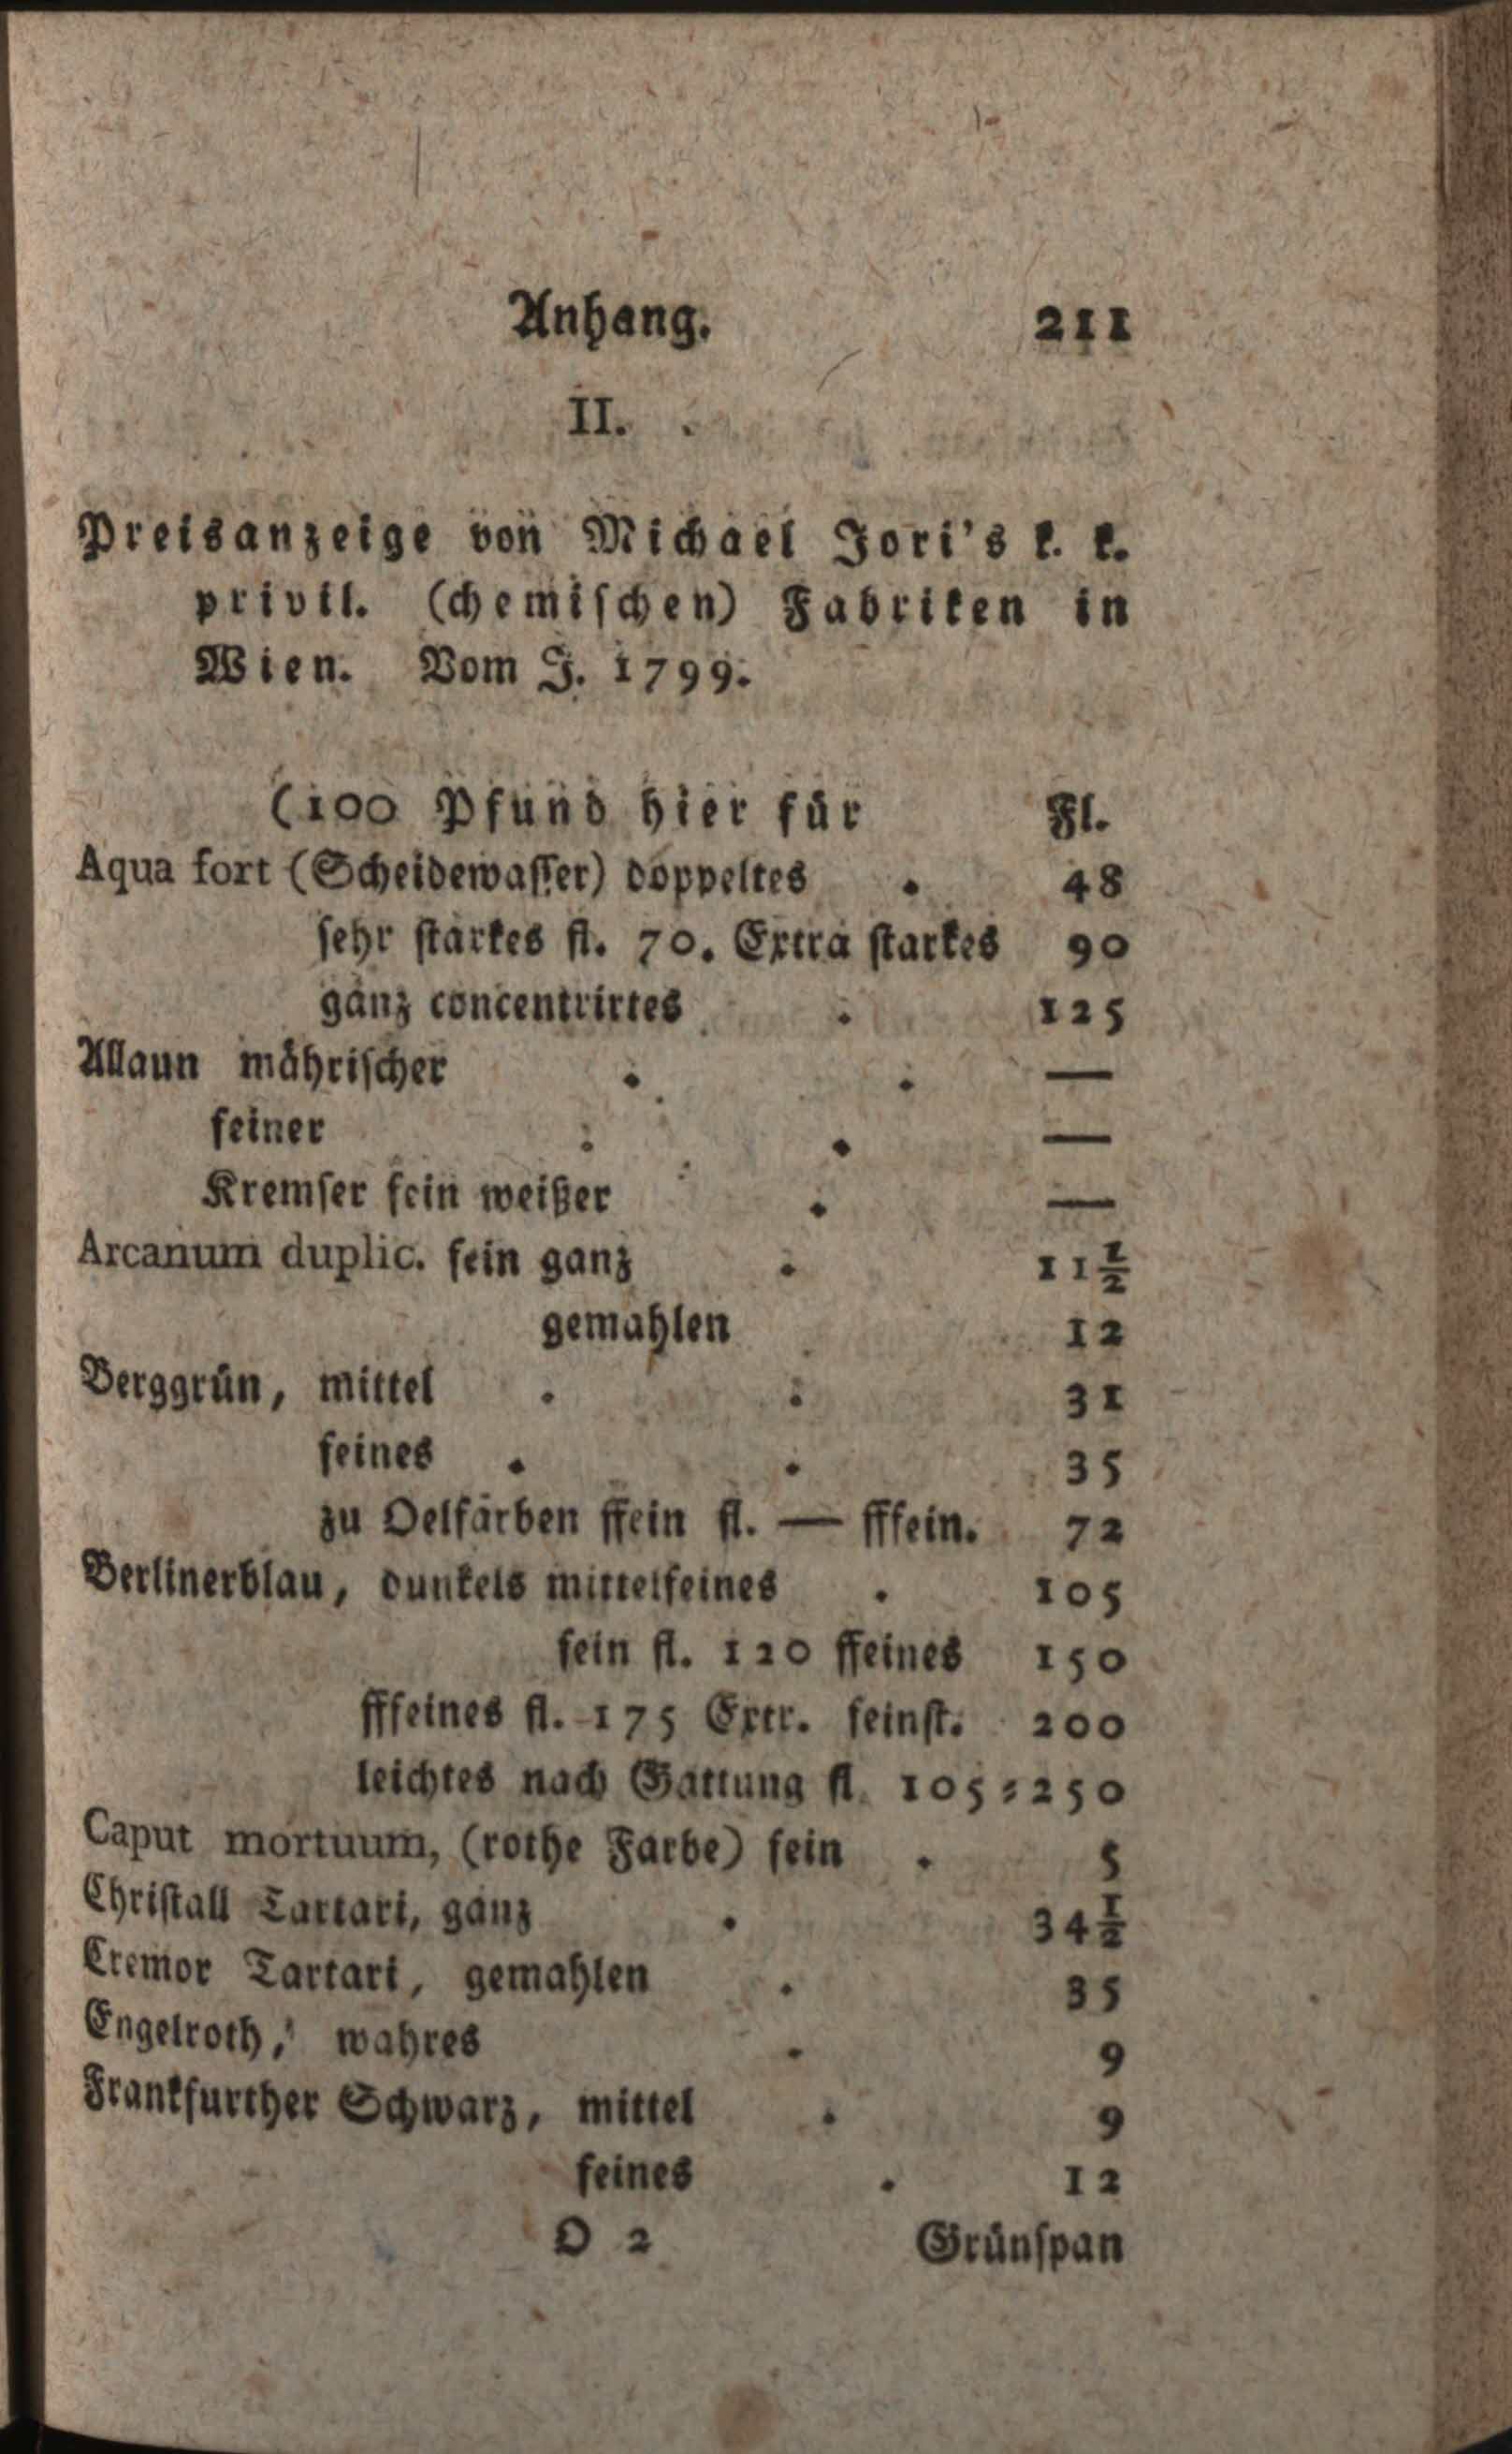 Anhang. 211
II.
Preisanzeige von Michael Jori's k. k.
privil. (chemischen) Fabriken in
Wien. Vom J. 1799.
(100 Pfund hier für Fl.
Aqua fort (Scheidewasser) doppeltes . 48
sehr starkes fl. 70. Extra starkes 90
ganz concentrirtes . 125
Allaun mährischer . . —
feiner . . —
Kremser fein weißer . —
Arcanum duplic. fein ganz . 11½
gemahlen 12
Berggrün, mittel . . 31
feines . . 35
zu Oelfarben ffein fl. — fffein. 72
Berlinerblau, dunkels mittelfeines . 105
fein fl. 120 ffeines 150
fffeines fl. 175 Extr. feinst. 200
leichtes nach Gattung fl. 105=250
Caput mortuum, (rothe Farbe) fein . 5
Christall Tartari, ganz . 34½
Cremor Tartari, gemahlen . 35
Engelroth, wahres . 9
Frankfurther Schwarz, mittel . 9
feines . 12
O 2 Grünspan